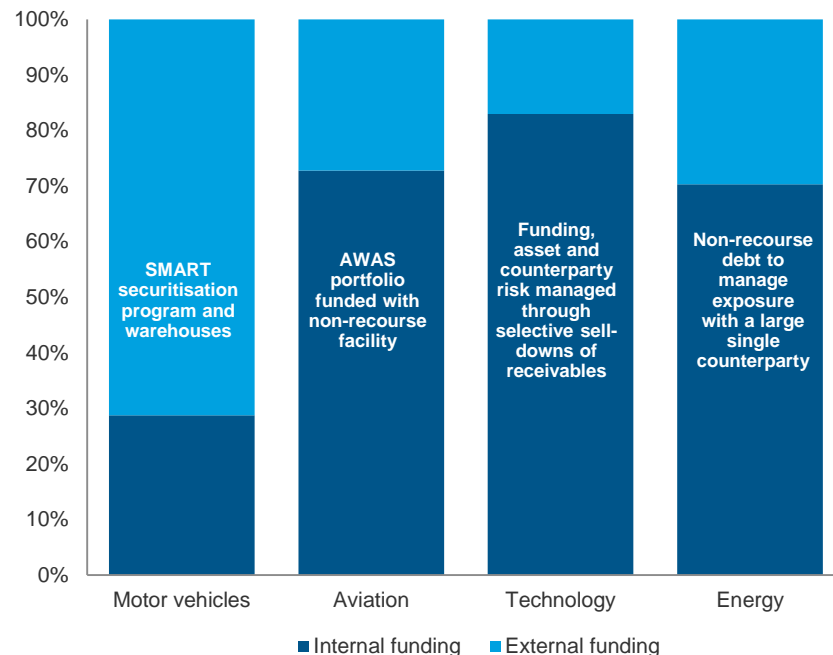 100%
90%
80%
70%
60%
50%
40%
30%
20%
10%
0%
SMART
securitisation
program and
warehouses
AWAS
portfolio
funded with
non-recourse
facility
Funding,
asset and
counterparty
risk managed
through
selective sell-
downs of
receivables
Non-recourse
debt to
manage
exposure
with a large
single
counterparty
Motor vehicles
Aviation
Technology
Energy
Internal funding
External funding